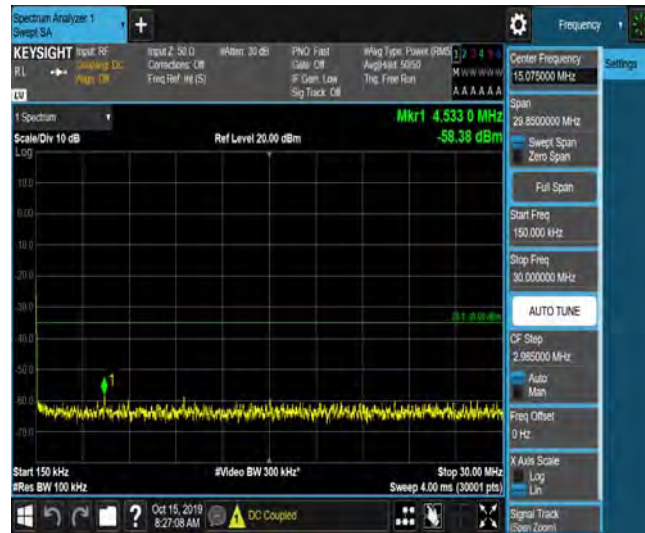 Spectrum Analyzer 1
Swept SA
+
Frequency
KEYSIGHT
Input: RF
Coupling: DC
Align: Off
Input Z: 50 Ω
Corrections: Off
Freq Ref: Int (S)
#Atten: 30 dB
PNO: Fast
Gate: Off
IF Gain: Low
Sig Track: Off
#Avg Type: Power (RMS)
Avg|Hold: 50/50
Trig: Free Run
1 2 3 4 5 6
M W W W W W
A A A A A A
RL
LV
1 Spectrum
Scale/Div 10 dB
Log
Ref Level 20.00 dBm
Mkr1 4.533 0 MHz
-58.38 dBm
10.0
0.00
-10.0
-20.0
-30.0
-40.0
-50.0
-60.0
-70.0
1
Start 150 kHz
#Res BW 100 kHz
#Video BW 300 kHz*
Stop 30.00 MHz
Sweep 4.00 ms (30001 pts)
Oct 15, 2019
8:27:08 AM
DC Coupled
Center Frequency
15.075000 MHz
Settings
Span
29.8500000 MHz
Swept Span
Zero Span
Full Span
Start Freq
150.000 kHz
Stop Freq
30.000000 MHz
AUTO TUNE
CF Step
2.985000 MHz
Auto
Man
Freq Offset
0 Hz
X Axis Scale
Log
Lin
Signal Track
(Span Zoom)